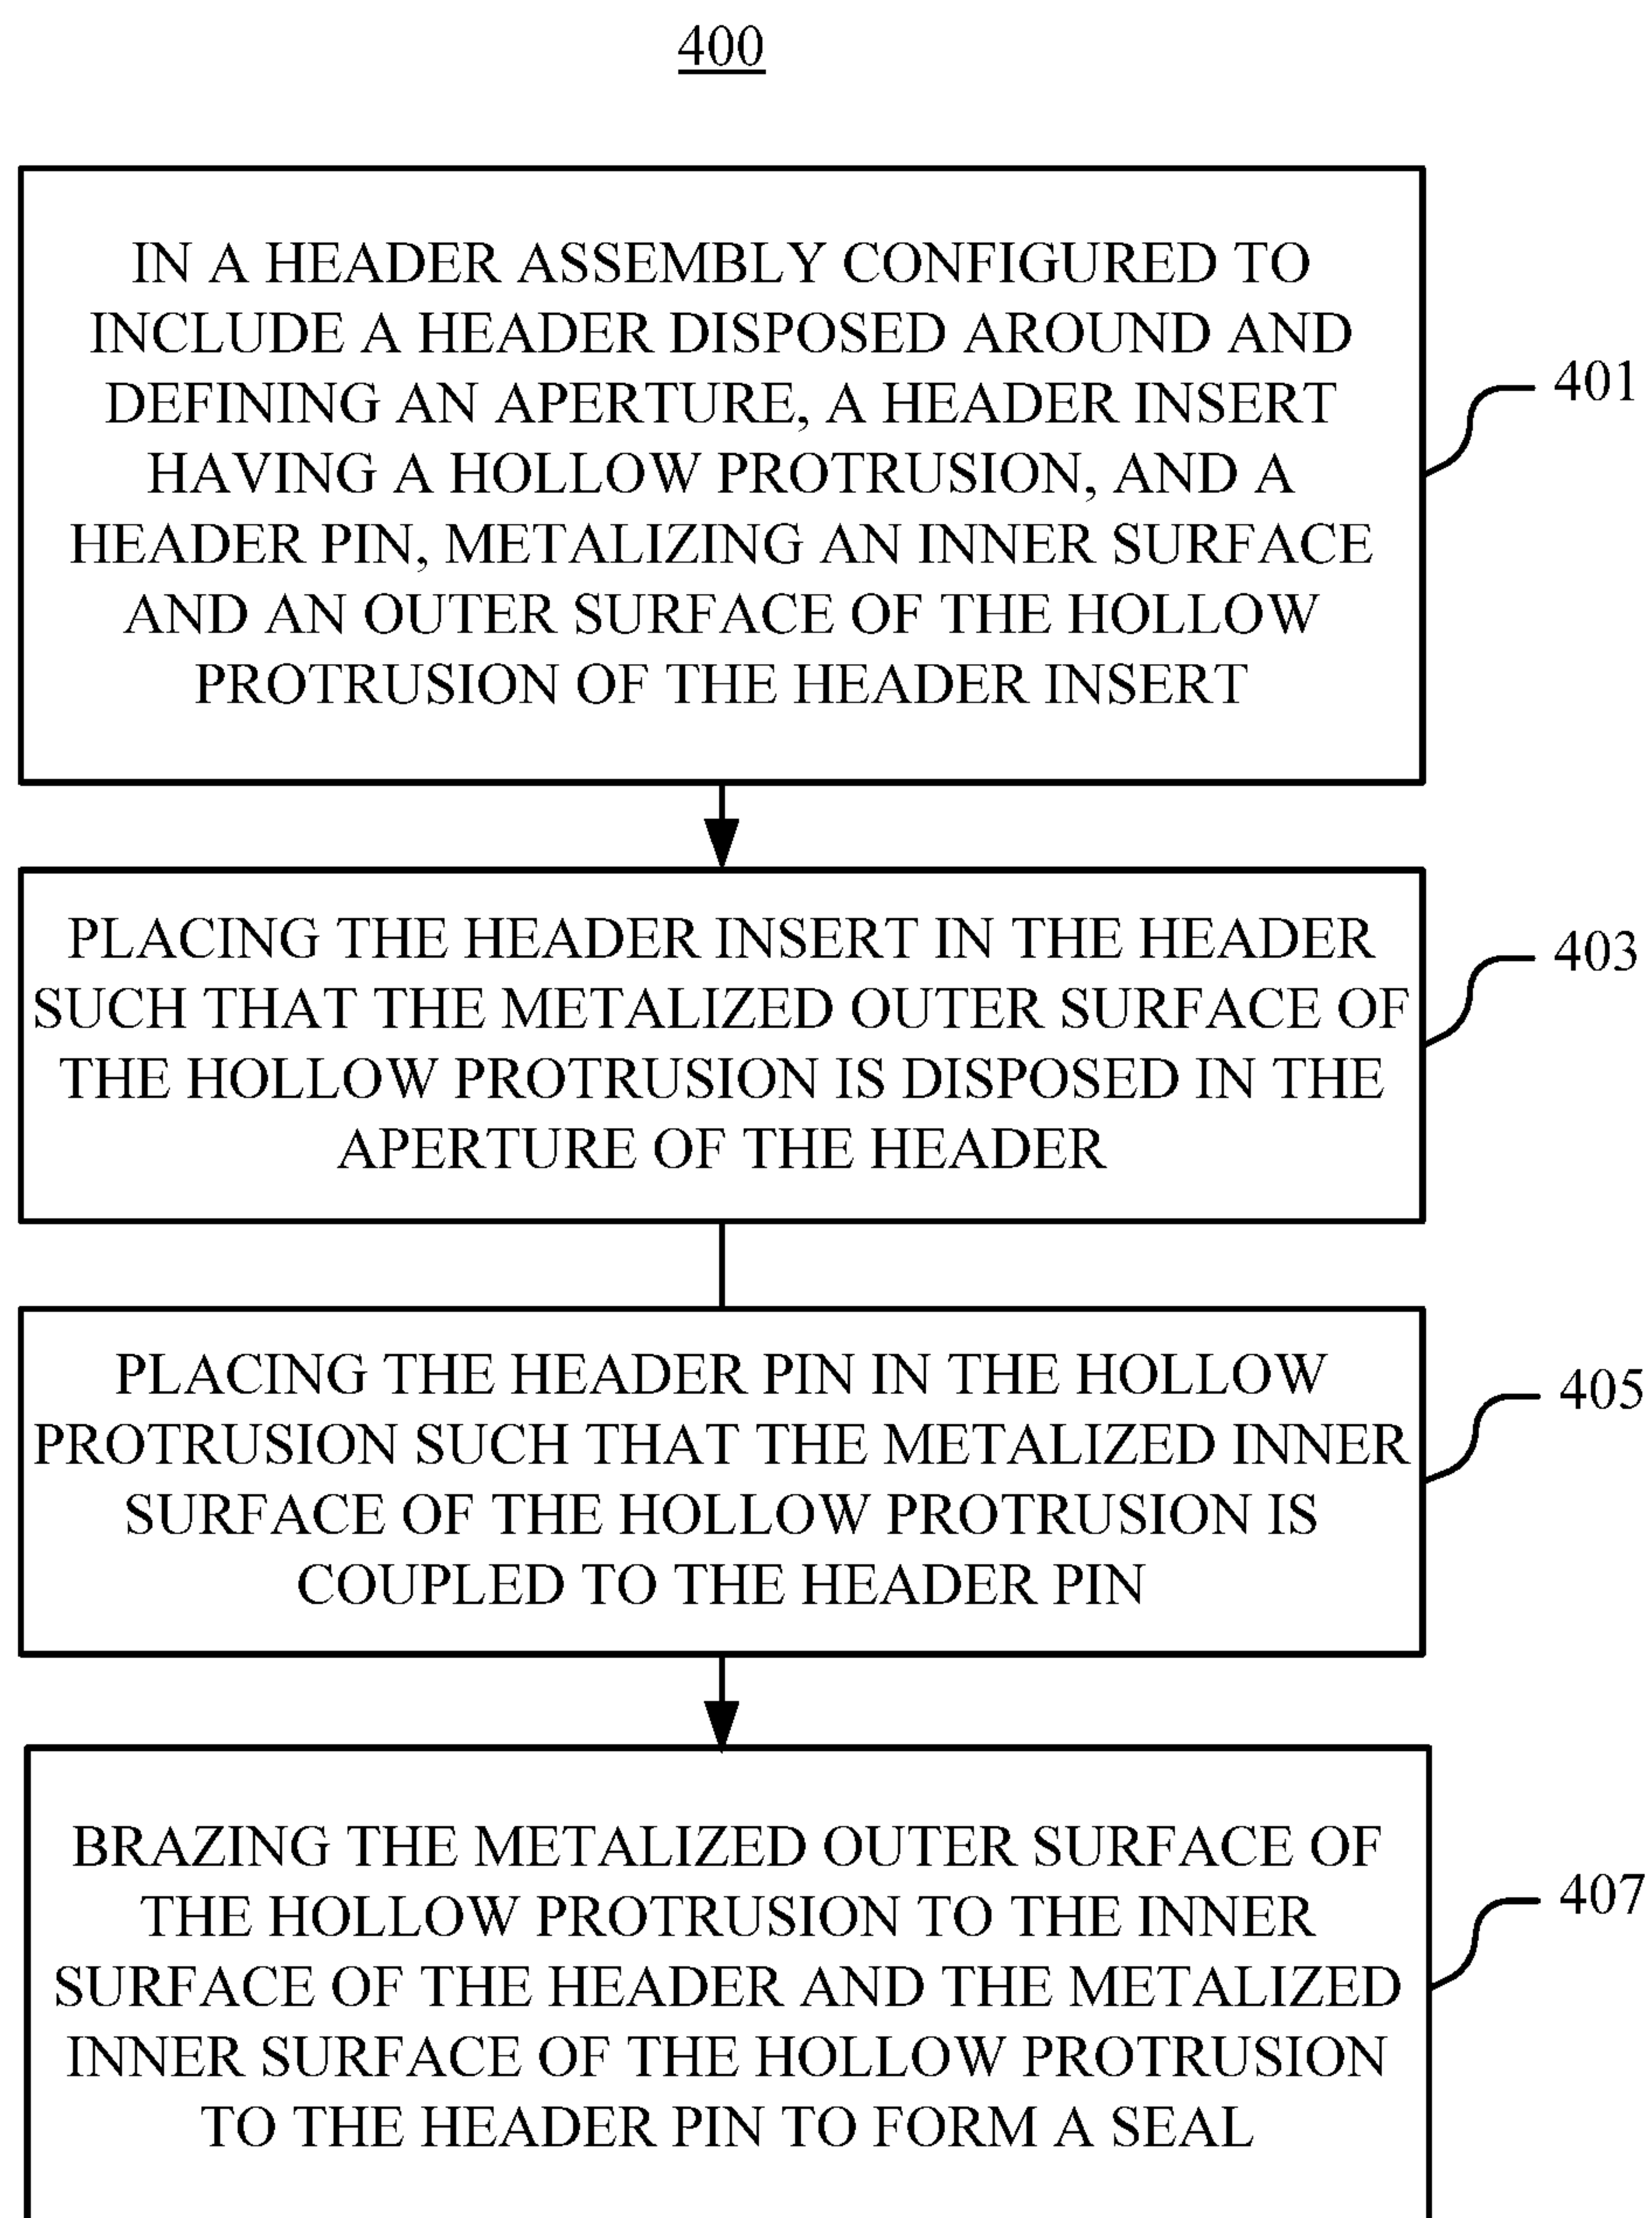 400
IN A HEADER ASSEMBLY CONFIGURED TO
INCLUDE A HEADER DISPOSED AROUND AND
DEFINING AN APERTURE, A HEADER INSERT
HAVING A HOLLOW PROTRUSION, AND A
HEADER PIN, METALIZING AN INNER SURFACE
AND AN OUTER SURFACE OF THE HOLLOW
PROTRUSION OF THE HEADER INSERT
401
PLACING THE HEADER INSERT IN THE HEADER
SUCH THAT THE METALIZED OUTER SURFACE OF
THE HOLLOW PROTRUSION IS DISPOSED IN THE
APERTURE OF THE HEADER
403
PLACING THE HEADER PIN IN THE HOLLOW
PROTRUSION SUCH THAT THE METALIZED INNER
SURFACE OF THE HOLLOW PROTRUSION IS
COUPLED TO THE HEADER PIN
405
BRAZING THE METALIZED OUTER SURFACE OF
THE HOLLOW PROTRUSION TO THE INNER
SURFACE OF THE HEADER AND THE METALIZED
INNER SURFACE OF THE HOLLOW PROTRUSION
TO THE HEADER PIN TO FORM A SEAL
407